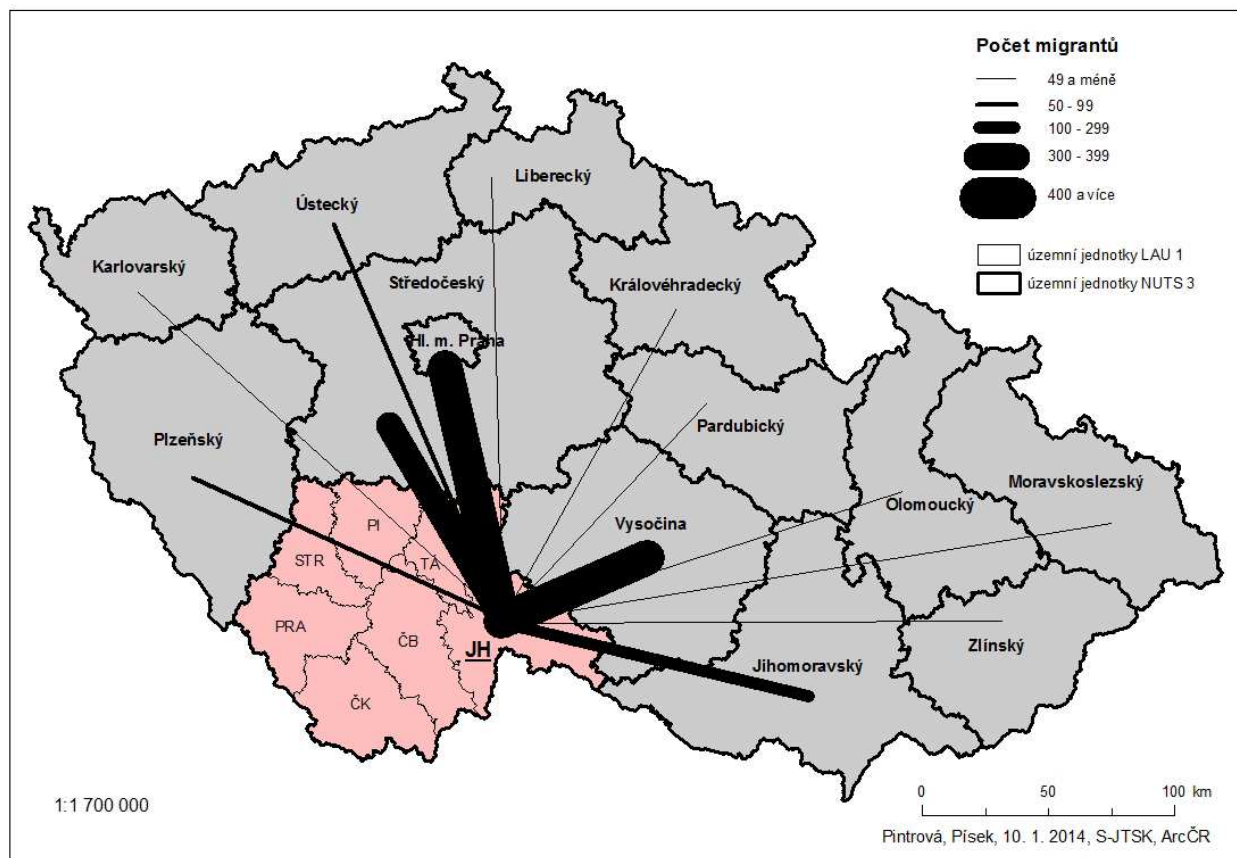 Počet migrantů
49 a méně
50 - 99
100 - 299
300 - 399
400 a více
územní jednotky LAU 1
územní jednotky NUTS 3
Liberecký
Ústecký
Karlovarský
Středočeský
Královéhradecký
Hl. m. Praha
Pardubický
Plzeňský
Moravskoslezský
Olomoucký
Vysočina
PI
STR
TÁ
PRA
ČB
JH
Zlínský
Jihomoravský
ČK
1:1 700 000
0 50 100 km
Pintrová, Písek, 10. 1. 2014, S-JTSK, ArcČR